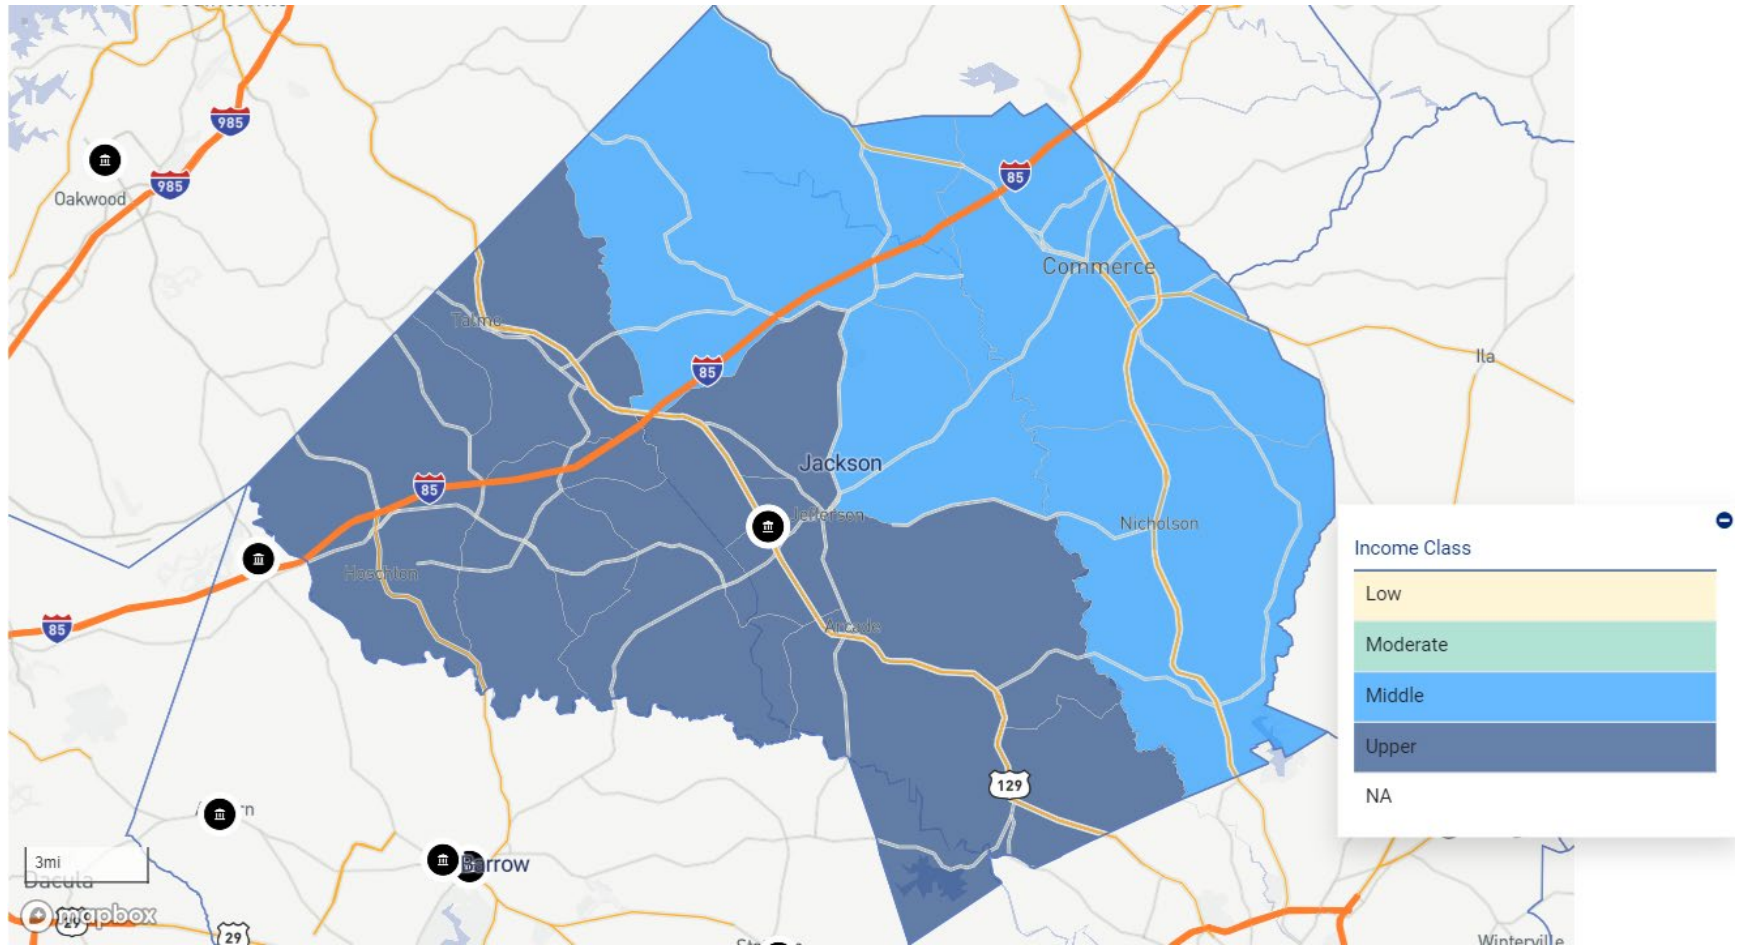 985
985
Oakwood
85
Commerce
Talmo
Ila
85
Jackson
85
Jefferson
Nicholson
Hoschton
Income Class
Low
85
Arcade
Moderate
Middle
Upper
129
NA
3mi
Barrow
Dacula
mapbox
29
29
Winterville